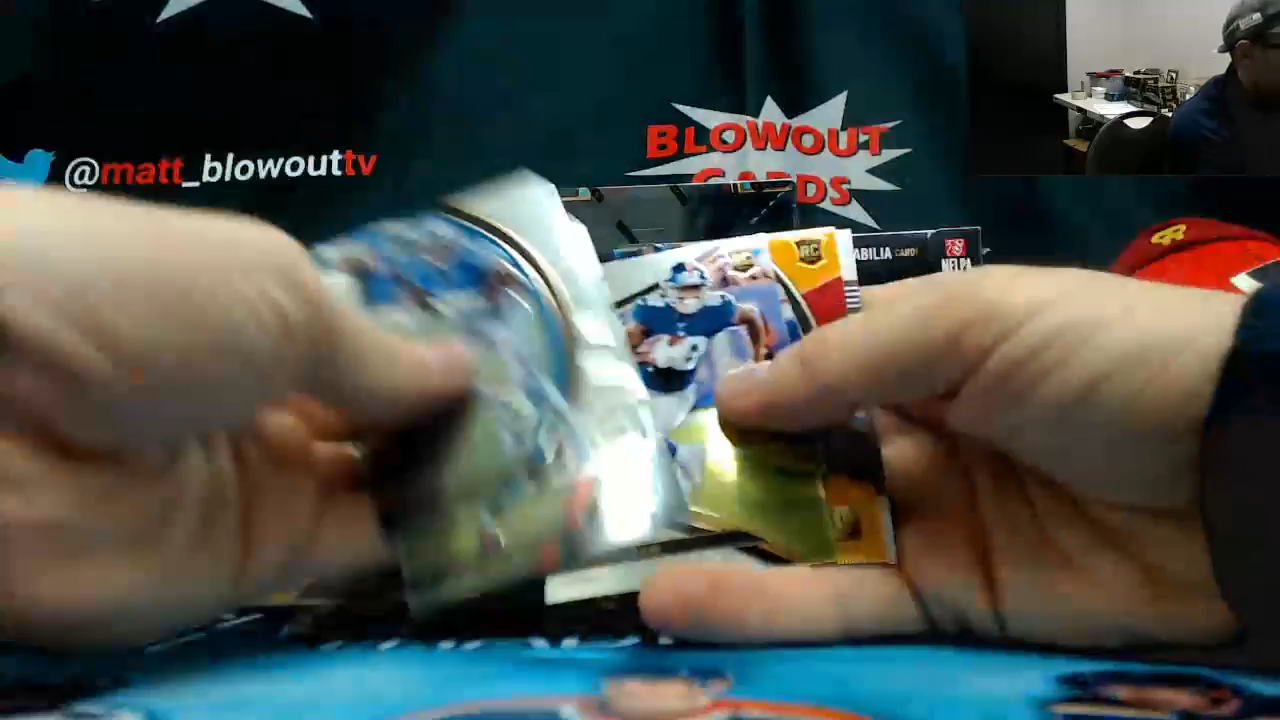 @matt_blowouttv
BLOWOUT
CARDS
RC
ABILIA CARD
NFLPA